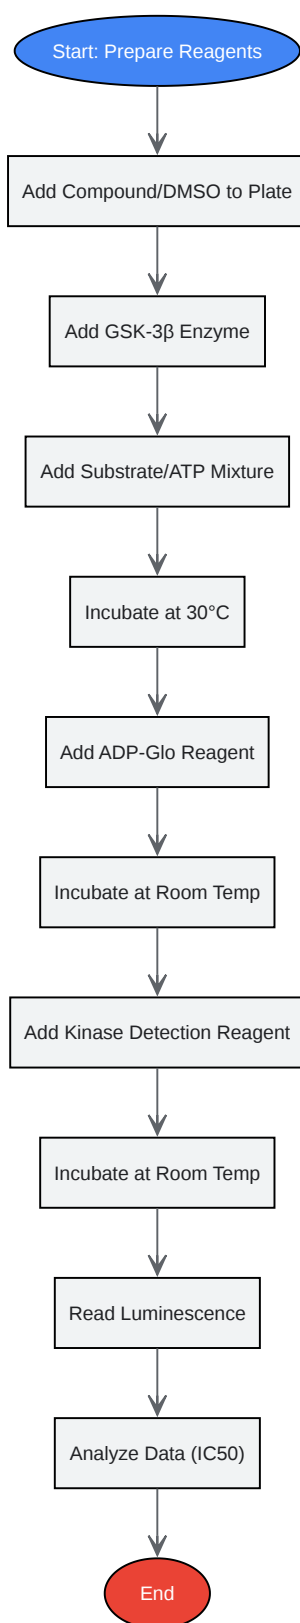 Start: Prepare Reagents
Add Compound/DMSO to Plate
Add GSK-3β Enzyme
Add Substrate/ATP Mixture
Incubate at 30°C
Add ADP-Glo Reagent
Incubate at Room Temp
Add Kinase Detection Reagent
Incubate at Room Temp
Read Luminescence
Analyze Data (IC50)
End